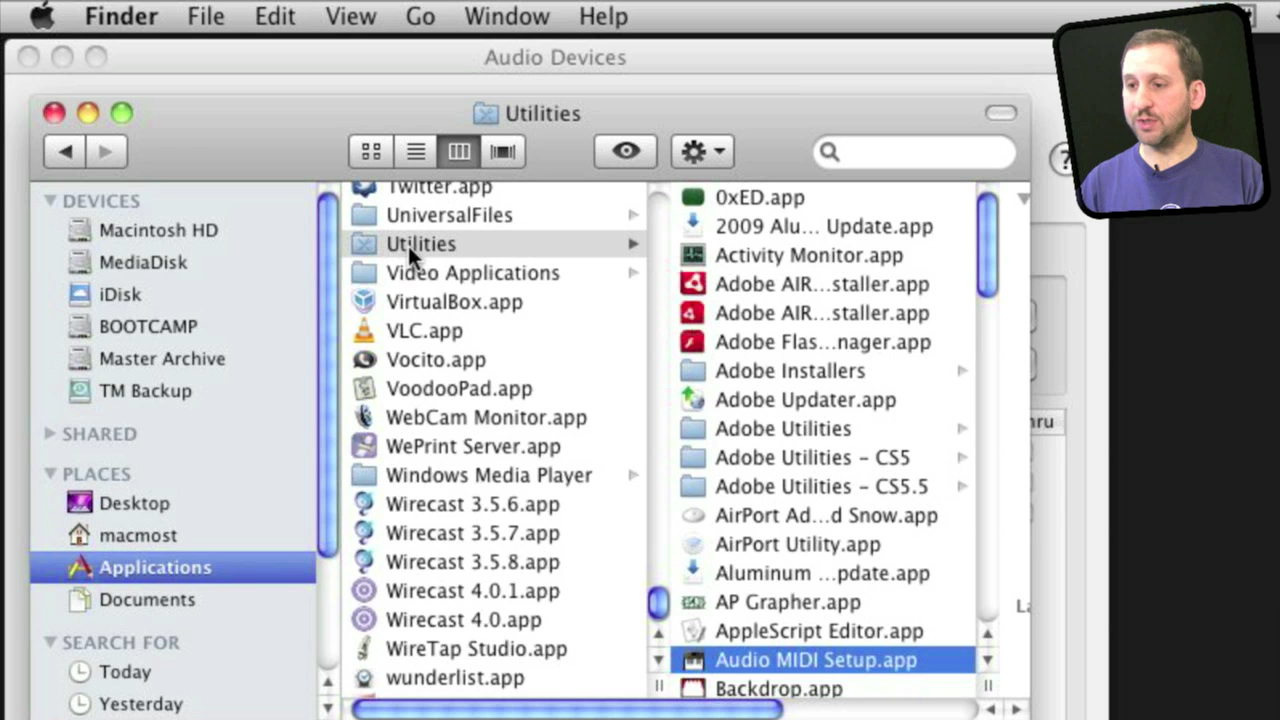 Finder File Edit View Go Window Help
Audio Devices
Utilities
DEVICES
Macintosh HD
MediaDisk
iDisk
BOOTCAMP
Master Archive
TM Backup
SHARED
PLACES
Desktop
macmost
Applications
Documents
SEARCH FOR
Today
Yesterday
Twitter.app
UniversalFiles
Utilities
Video Applications
VirtualBox.app
VLC.app
Vocito.app
VoodooPad.app
WebCam Monitor.app
WePrint Server.app
Windows Media Player
Wirecast 3.5.6.app
Wirecast 3.5.7.app
Wirecast 3.5.8.app
Wirecast 4.0.1.app
Wirecast 4.0.app
WireTap Studio.app
wunderlist.app
0xED.app
2009 Alu... Update.app
Activity Monitor.app
Adobe AIR...staller.app
Adobe AIR...staller.app
Adobe Flas...nager.app
Adobe Installers
Adobe Updater.app
Adobe Utilities
Adobe Utilities - CS5
Adobe Utilities - CS5.5
AirPort Ad...d Snow.app
AirPort Utility.app
Aluminum ...pdate.app
AP Grapher.app
AppleScript Editor.app
Audio MIDI Setup.app
Backdrop.app
?
hru